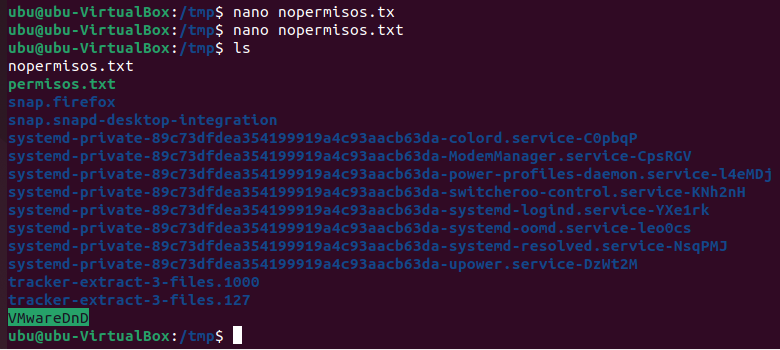 ubu@ubu-VirtualBox:/tmp$ nano nopermisos.tx
ubu@ubu-VirtualBox:/tmp$ nano nopermisos.txt
ubu@ubu-VirtualBox:/tmp$ ls
nopermisos.txt
permisos.txt
snap.firefox
snap.snapd-desktop-integration
systemd-private-89c73dfdea354199919a4c93aacb63da-colord.service-C0pbqP
systemd-private-89c73dfdea354199919a4c93aacb63da-ModemManager.service-CpsRGV
systemd-private-89c73dfdea354199919a4c93aacb63da-power-profiles-daemon.service-l4eMDj
systemd-private-89c73dfdea354199919a4c93aacb63da-switcheroo-control.service-KNh2nH
systemd-private-89c73dfdea354199919a4c93aacb63da-systemd-logind.service-YXe1rk
systemd-private-89c73dfdea354199919a4c93aacb63da-systemd-oomd.service-leo0cs
systemd-private-89c73dfdea354199919a4c93aacb63da-systemd-resolved.service-NsqPMJ
systemd-private-89c73dfdea354199919a4c93aacb63da-upower.service-DzWt2M
tracker-extract-3-files.1000
tracker-extract-3-files.127
VMwareDnD
ubu@ubu-VirtualBox:/tmp$